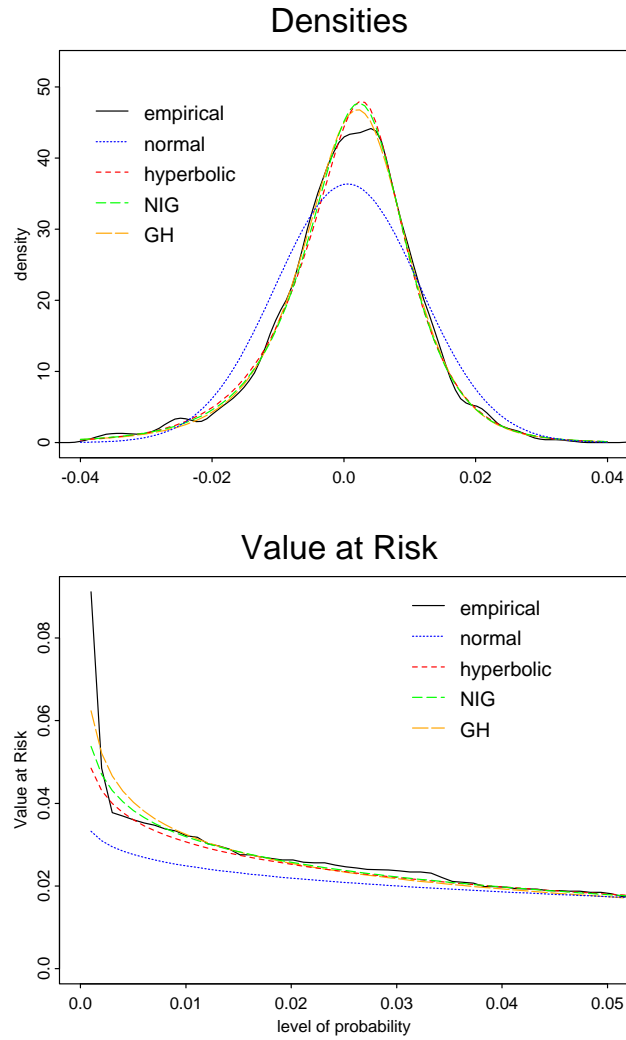 Densities
density
0 10 20 30 40 50
empirical
normal
hyperbolic
NIG
GH
-0.04 -0.02 0.0 0.02 0.04
Value at Risk
Value at Risk
0.0 0.02 0.04 0.06 0.08
empirical
normal
hyperbolic
NIG
GH
0.0 0.01 0.02 0.03 0.04 0.05
level of probability